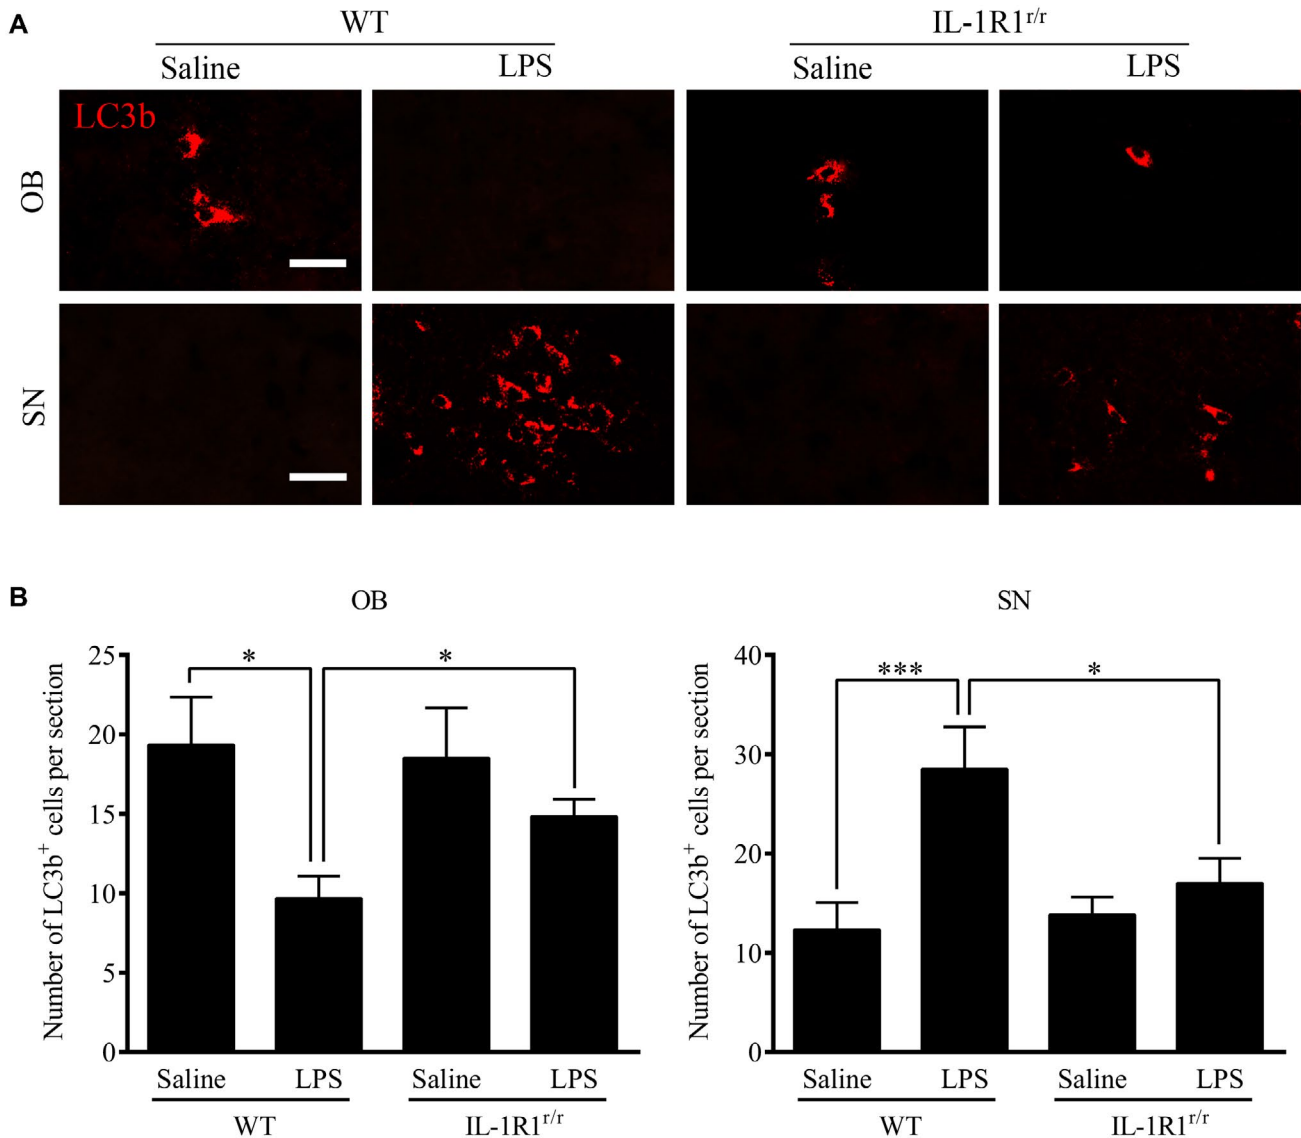 A
WT
IL-1R1r/r
Saline
LPS
Saline
LPS
LC3b
OB
SN
B
OB
SN
Number of LC3b+ cells per section
25
20
15
10
5
0
*
*
Saline
LPS
Saline
LPS
WT
IL-1R1r/r
Number of LC3b+ cells per section
40
30
20
10
0
***
*
Saline
LPS
Saline
LPS
WT
IL-1R1r/r